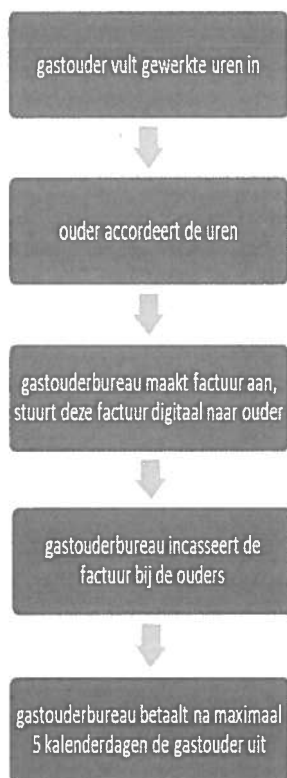 gastouder vult gewerkte uren in
ouder accordeert de uren
gastouderbureau maakt factuur aan,
stuurt deze factuur digitaal naar ouder
gastouderbureau incasseert de
factuur bij de ouders
gastouderbureau betaalt na maximaal
5 kalenderdagen de gastouder uit